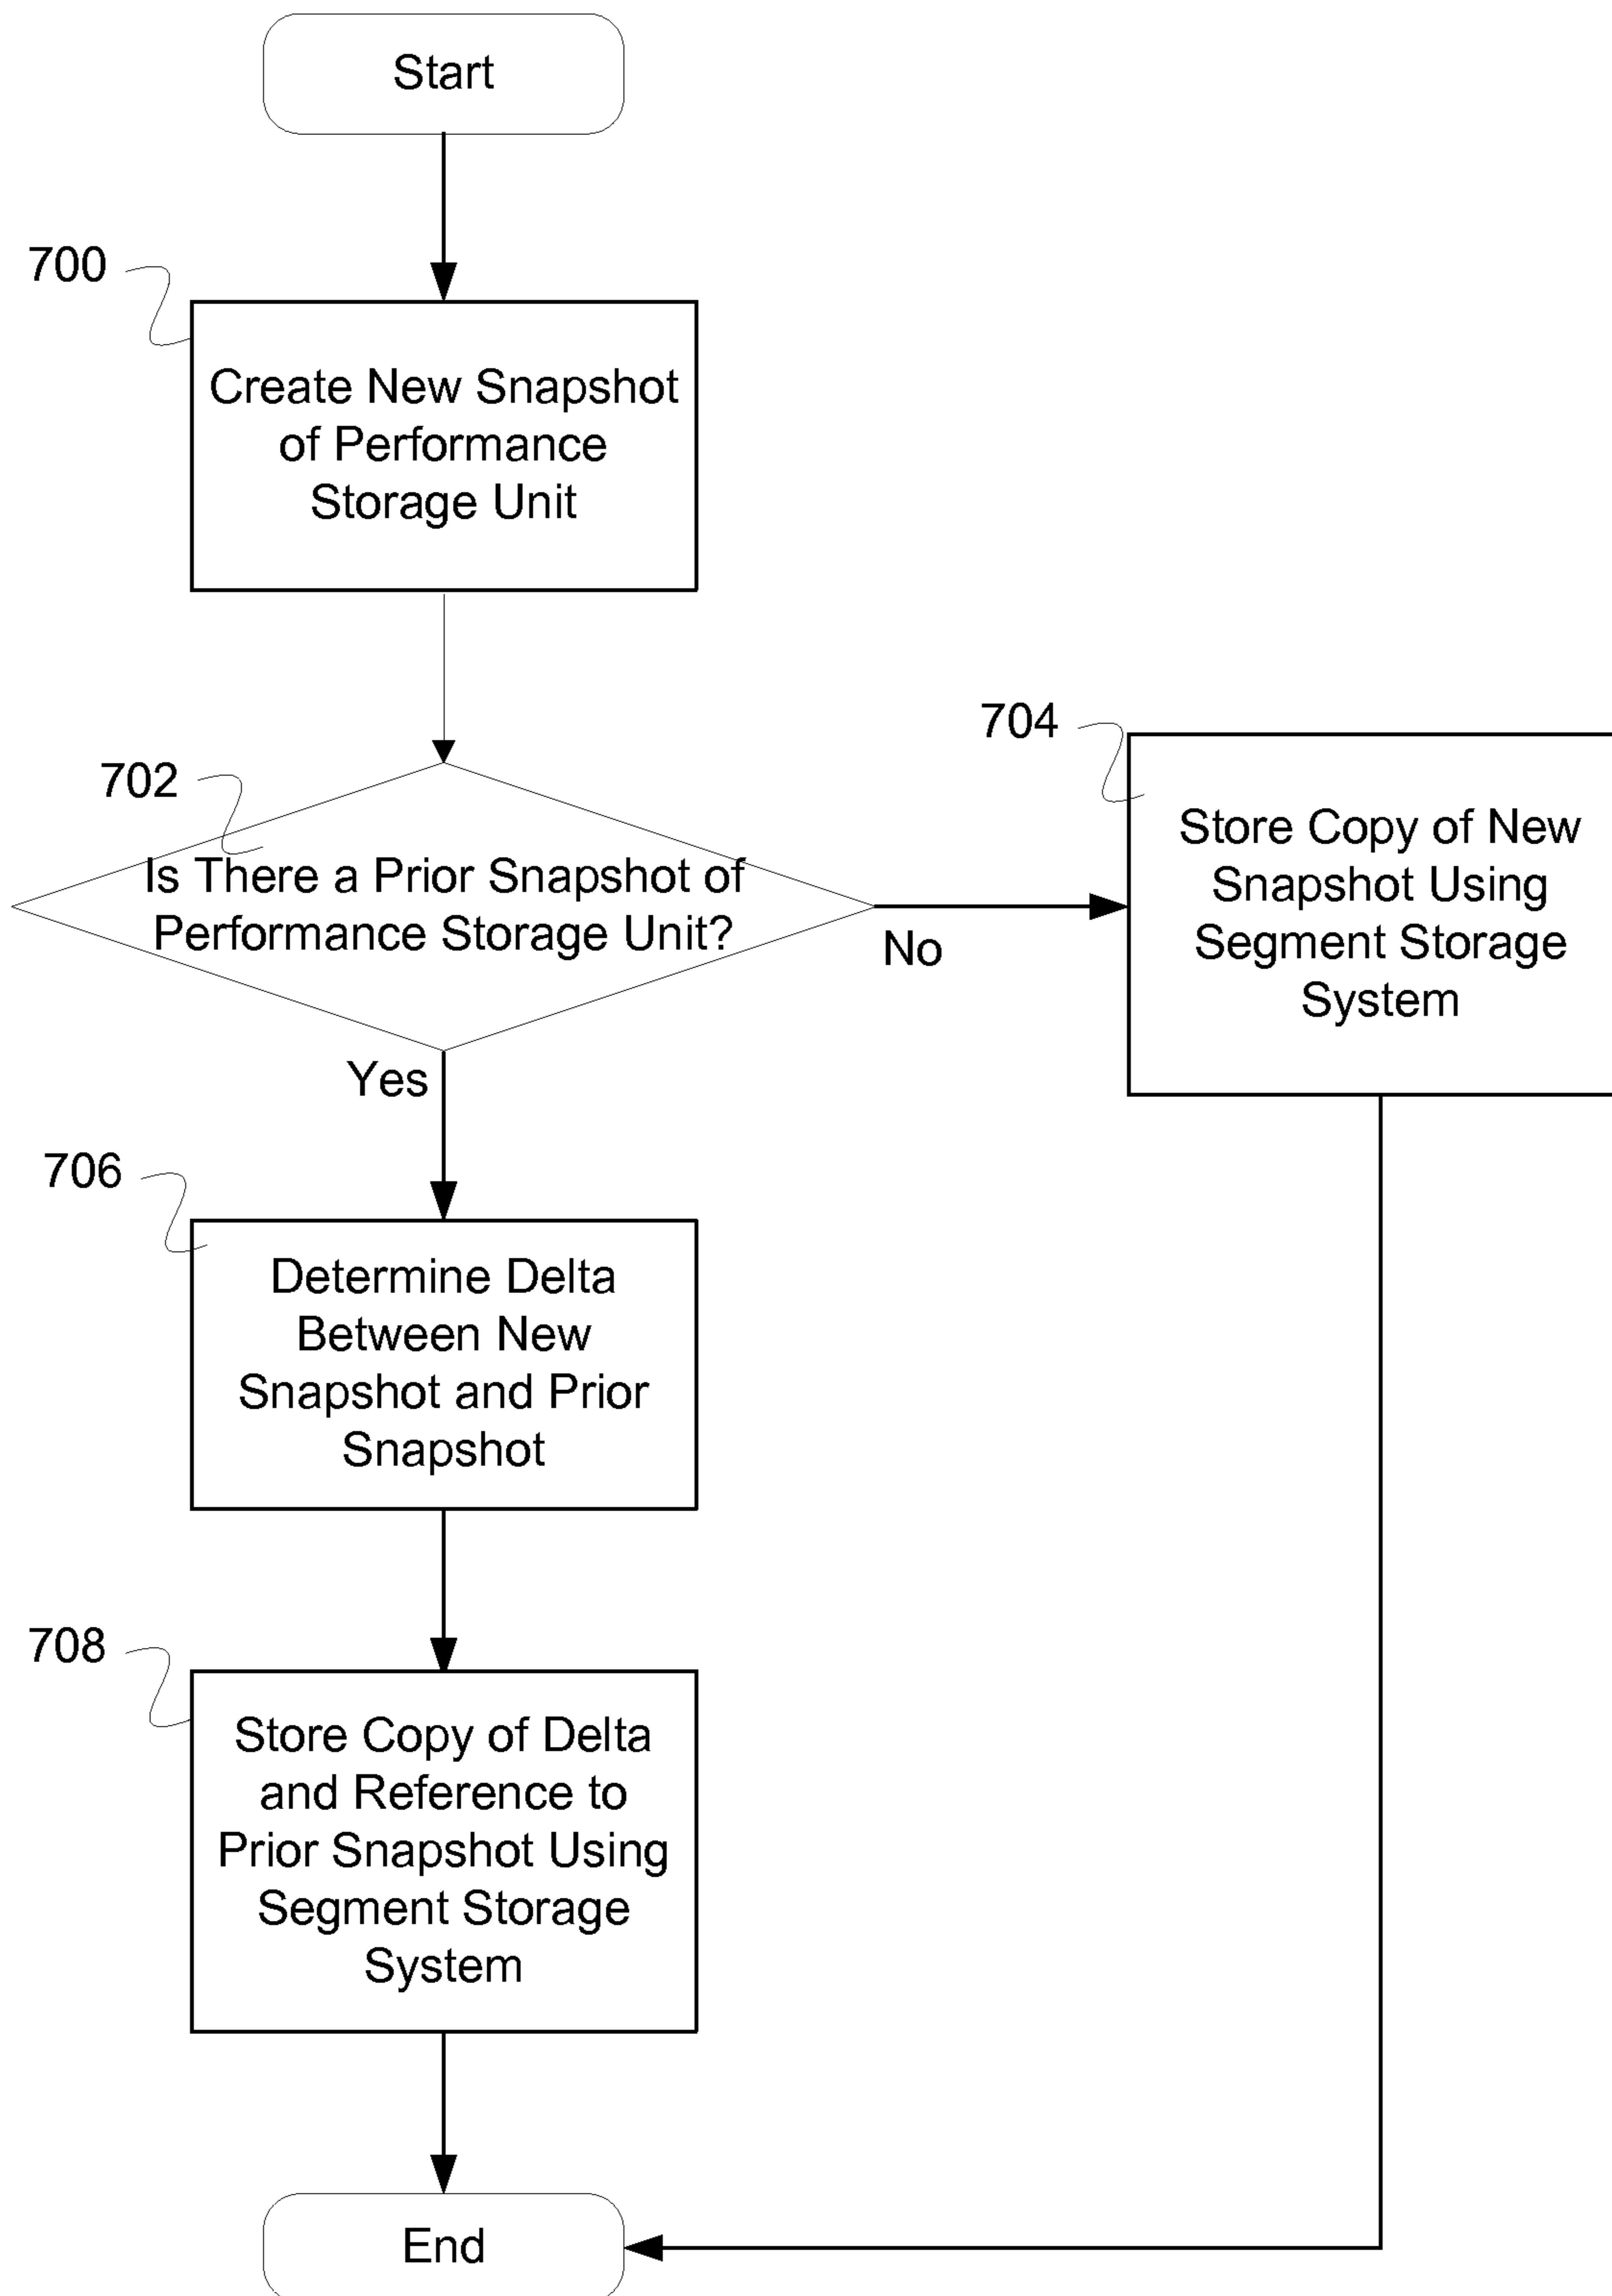 Start
700
Create New Snapshot
of Performance
Storage Unit
702
Is There a Prior Snapshot of
Performance Storage Unit?
No
704
Store Copy of New
Snapshot Using
Segment Storage
System
Yes
706
Determine Delta
Between New
Snapshot and Prior
Snapshot
708
Store Copy of Delta
and Reference to
Prior Snapshot Using
Segment Storage
System
End